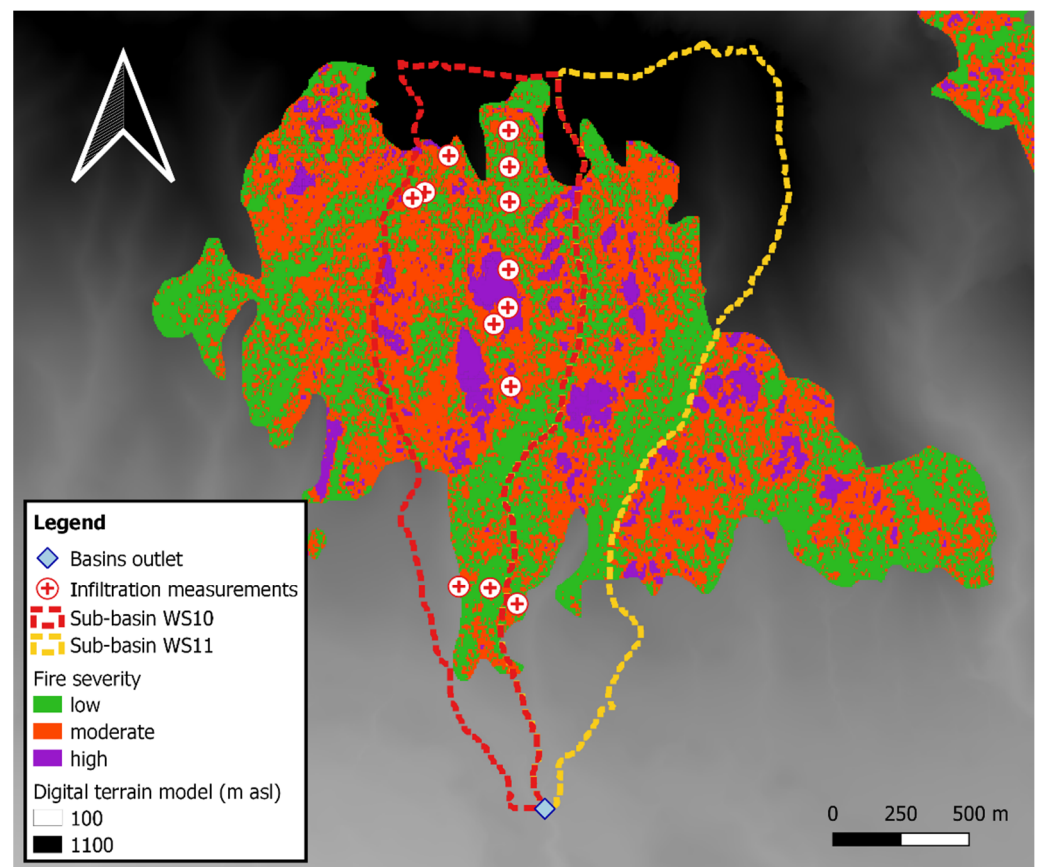 Legend
Basins outlet
Infiltration measurements
Sub-basin WS10
Sub-basin WS11
Fire severity
low
moderate
high
Digital terrain model (m asl)
100
1100
0 250 500 m